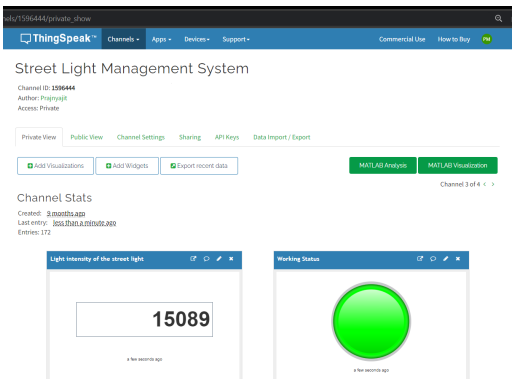 nels/1596444/private_show
ThingSpeak™ Channels Apps Devices Support Commercial Use How to Buy PM
Street Light Management System
Channel ID: 1596444
Author: Prajnyajit
Access: Private
Private View Public View Channel Settings Sharing API Keys Data Import / Export
Add Visualizations Add Widgets Export recent data MATLAB Analysis MATLAB Visualization
Channel 3 of 4 < >
Channel Stats
Created: 9 months ago
Last entry: less than a minute ago
Entries: 172
Light intensity of the street light Working Status
15089
a few seconds ago
a few seconds ago